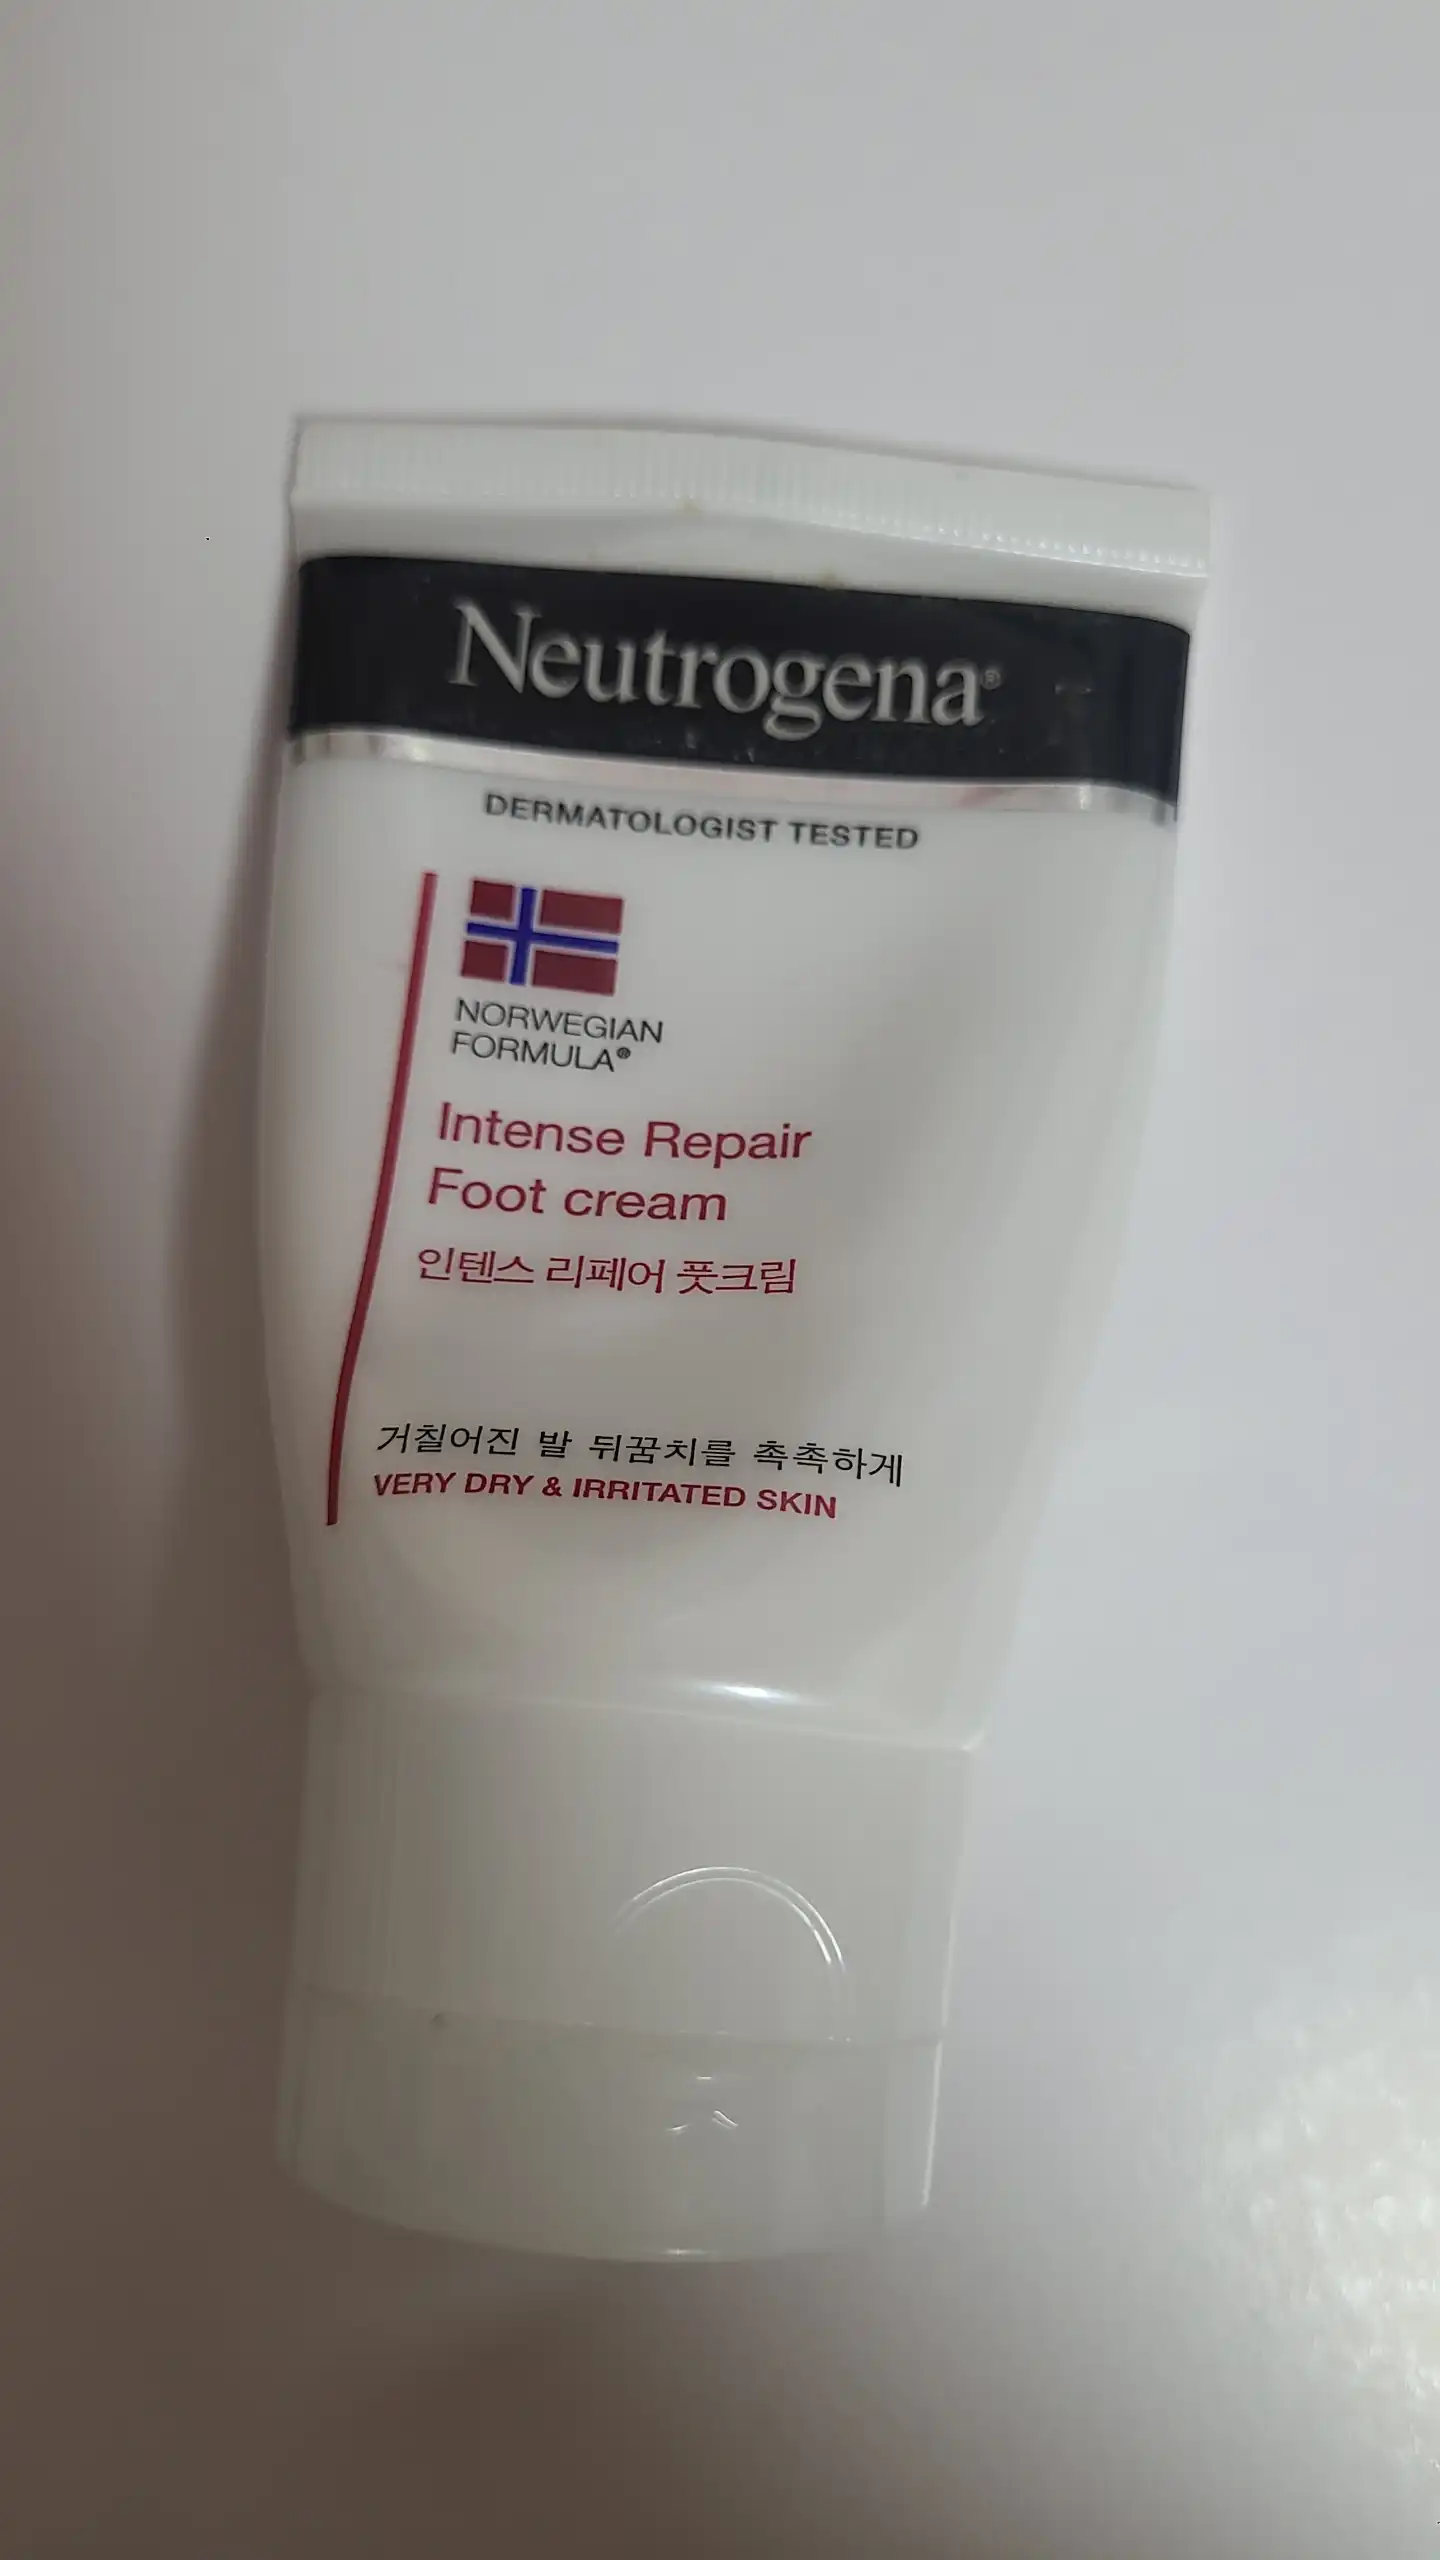 Neutrogena®
DERMATOLOGIST TESTED
NORWEGIAN
FORMULA®
Intense Repair
Foot cream
인텐스 리페어 풋크림
거칠어진 발 뒤꿈치를 촉촉하게
VERY DRY & IRRITATED SKIN